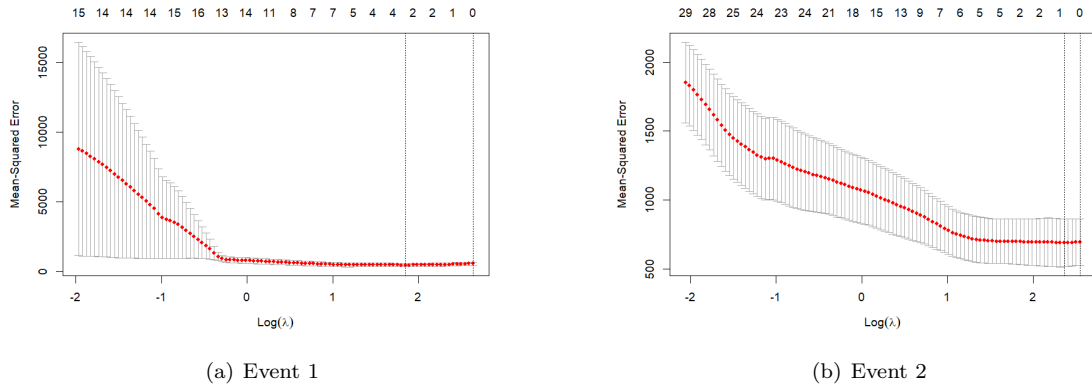 15 14 14 14 14 16 13 14 11 8 7 7 5 4 4 2 2 1 0
Mean-Squared Error
15000
10000
5000
0
-2 -1 0 1 2
Log(λ)
(a) Event 1
29 28 25 24 24 23 24 21 18 15 13 9 7 6 5 5 2 2 1 0
Mean-Squared Error
2000
1500
1000
500
-2 -1 0 1 2
Log(λ)
(b) Event 2